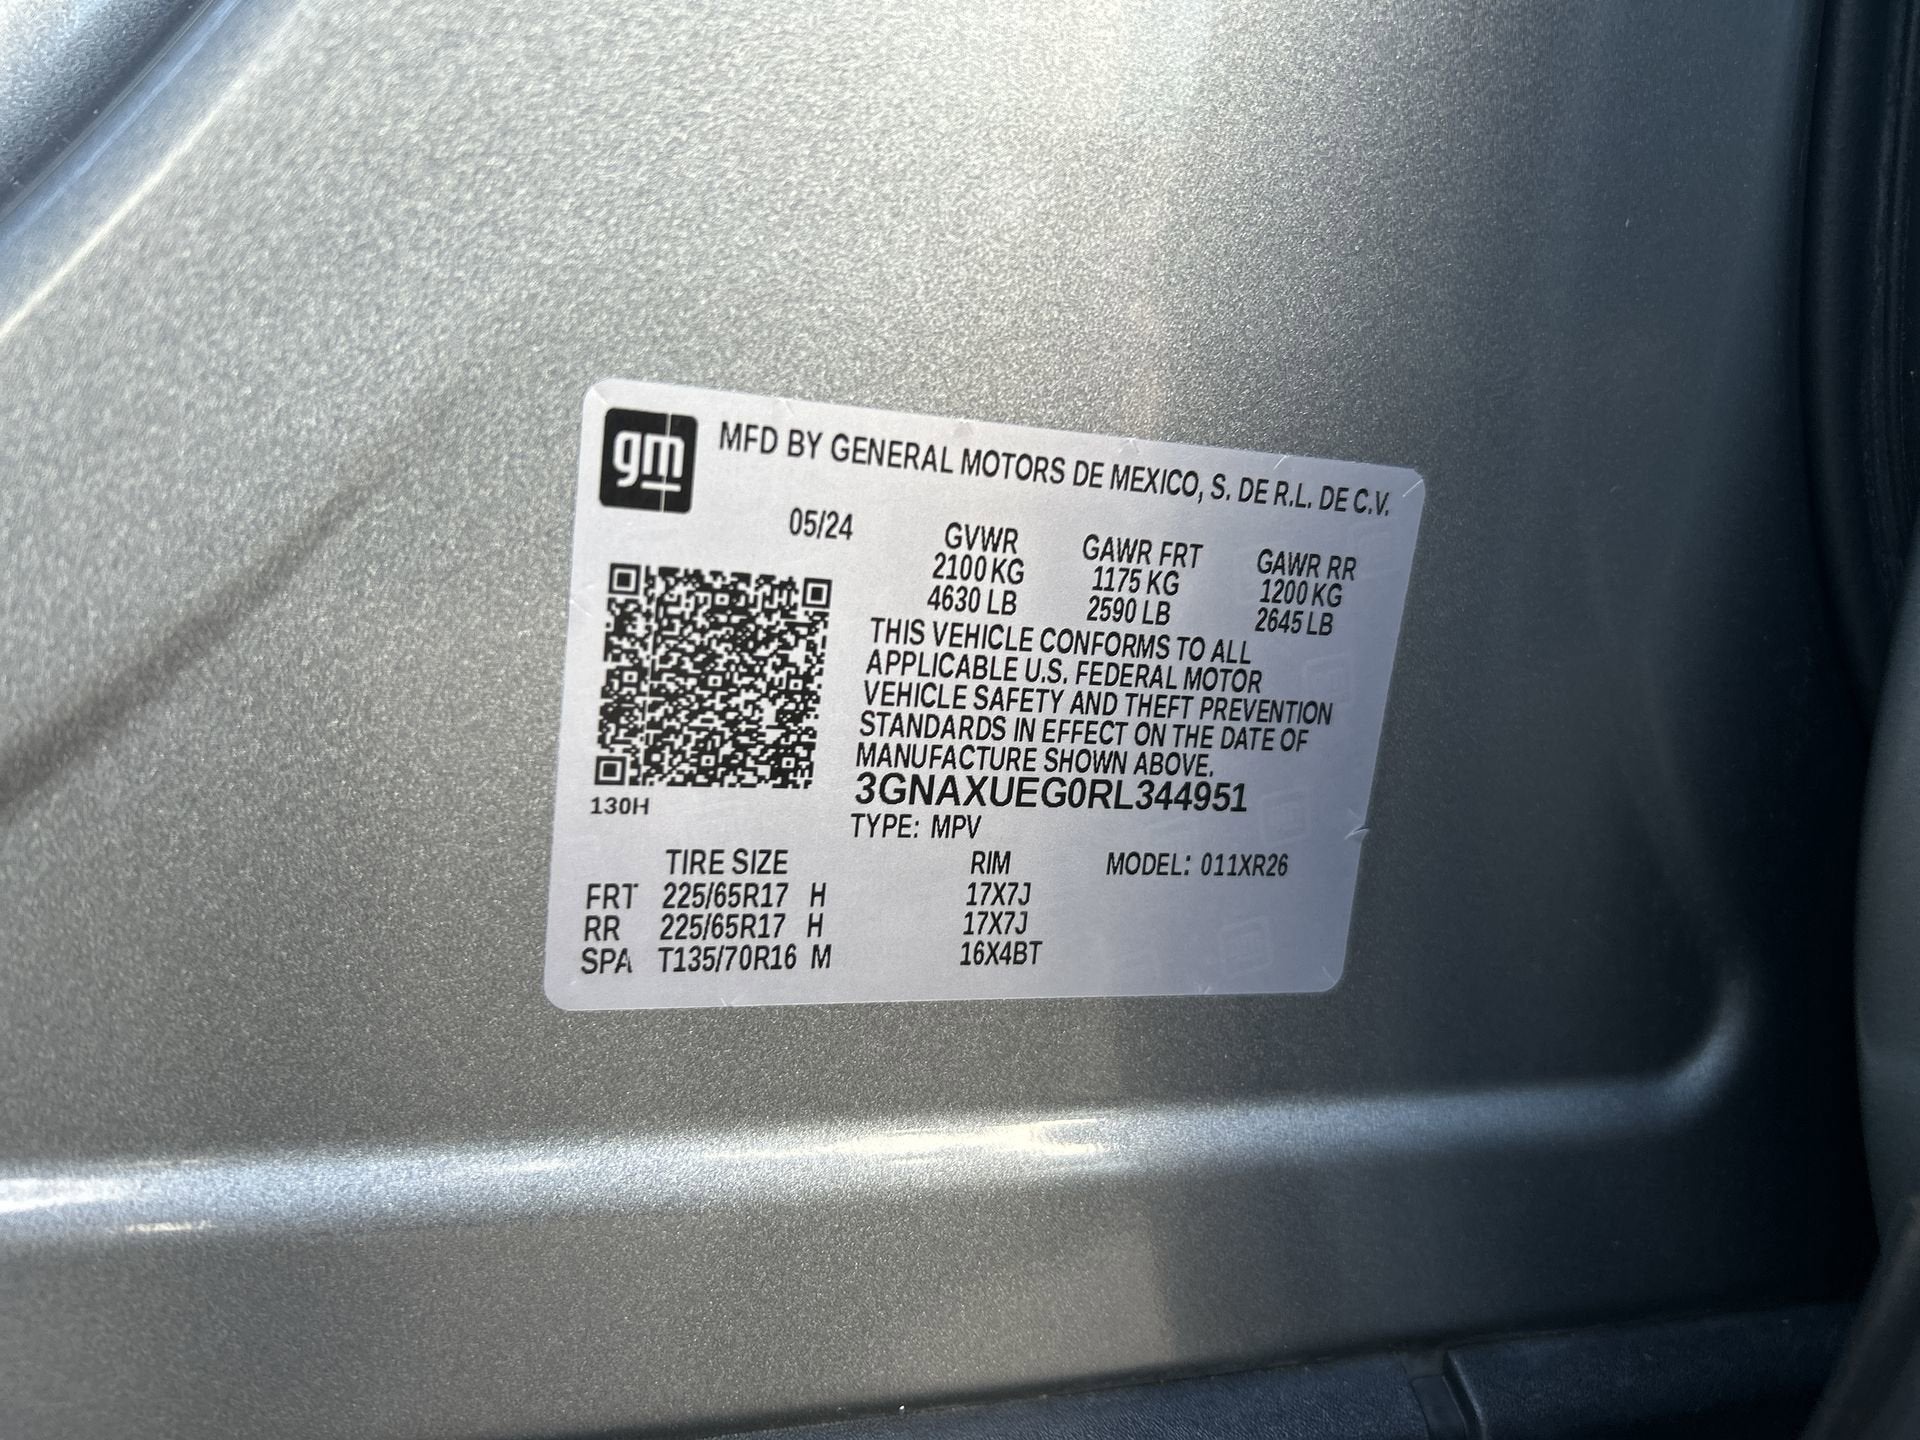 gm
MFD BY GENERAL MOTORS DE MEXICO, S. DE R.L. DE C.V.
05/24
GVWR GAWR FRT GAWR RR
2100 KG 1175 KG 1200 KG
4630 LB 2590 LB 2645 LB
THIS VEHICLE CONFORMS TO ALL
APPLICABLE U.S. FEDERAL MOTOR
VEHICLE SAFETY AND THEFT PREVENTION
STANDARDS IN EFFECT ON THE DATE OF
MANUFACTURE SHOWN ABOVE.
3GNAXUEG0RL344951
130H
TYPE: MPV
TIRE SIZE RIM MODEL: 011XR26
FRT 225/65R17 H 17X7J
RR 225/65R17 H 17X7J
SPA T135/70R16 M 16X4BT